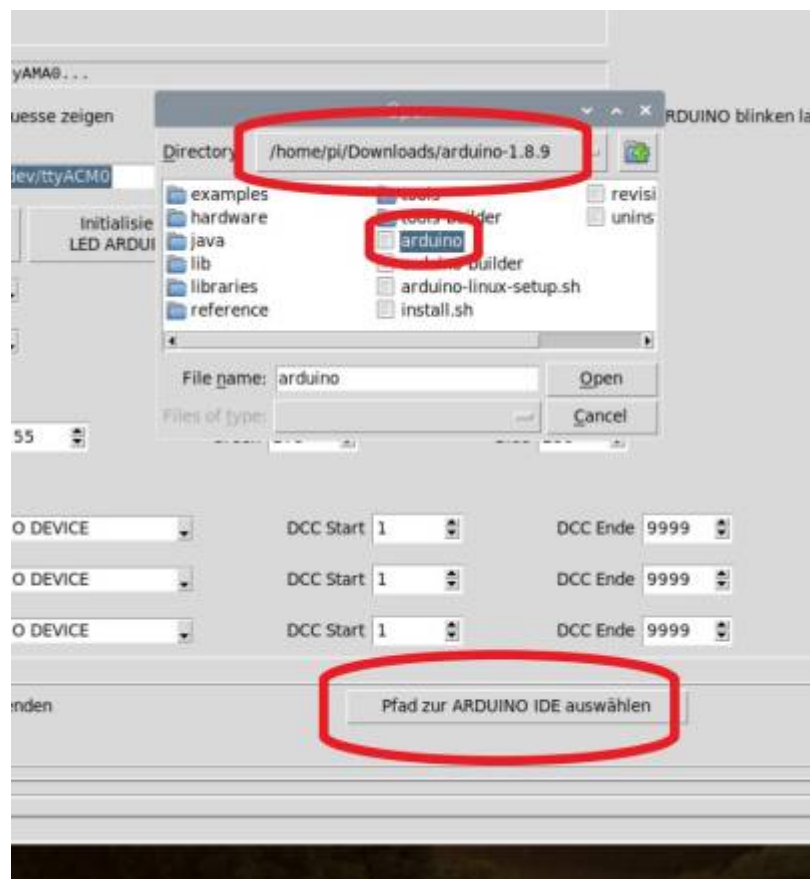 yAMA0...
uesse zeigen
RDUINO blinken la
Directory
/home/pi/Downloads/arduino-1.8.9
dev/ttyACM0
examples
revisi
hardware
unins
Initialisie
LED ARDUI
java
arduino
lib
libraries
arduino-linux-setup.sh
reference
install.sh
File name: arduino
Open
Files of type:
Cancel
55
O DEVICE
DCC Start 1
DCC Ende 9999
O DEVICE
DCC Start 1
DCC Ende 9999
O DEVICE
DCC Start 1
DCC Ende 9999
enden
Pfad zur ARDUINO IDE auswählen